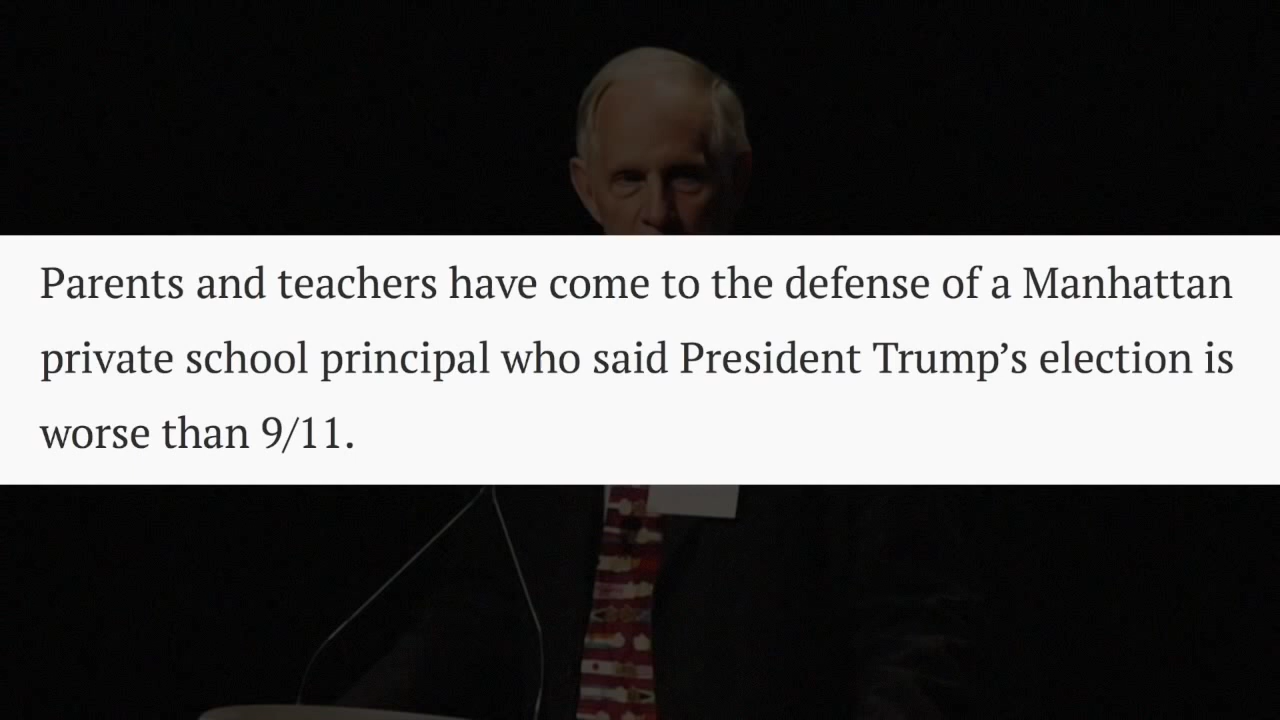 Parents and teachers have come to the defense of a Manhattan
private school principal who said President Trump’s election is
worse than 9/11.